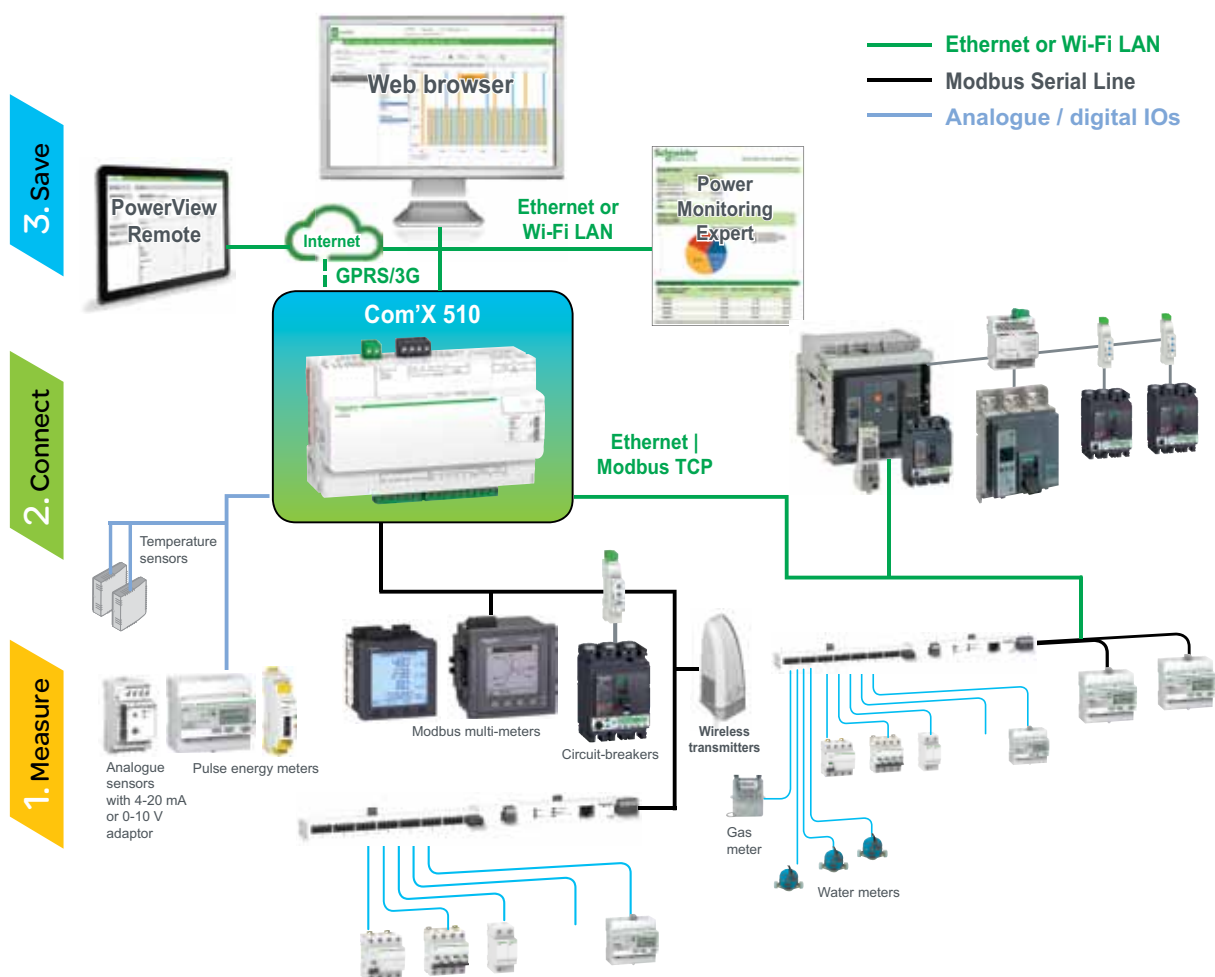 Ethernet or Wi-Fi LAN
Modbus Serial Line
Analogue / digital IOs
3. Save
Web browser
PowerView
Remote
Internet
Ethernet or
Wi-Fi LAN
GPRS/3G
Schneider
Power
Monitoring
Expert
2. Connect
Com’X 510
Ethernet |
Modbus TCP
Temperature
sensors
1. Measure
Analogue
sensors
with 4-20 mA
or 0-10 V
adaptor
Pulse energy meters
Modbus multi-meters
Circuit-breakers
Wireless
transmitters
Gas
meter
Water meters